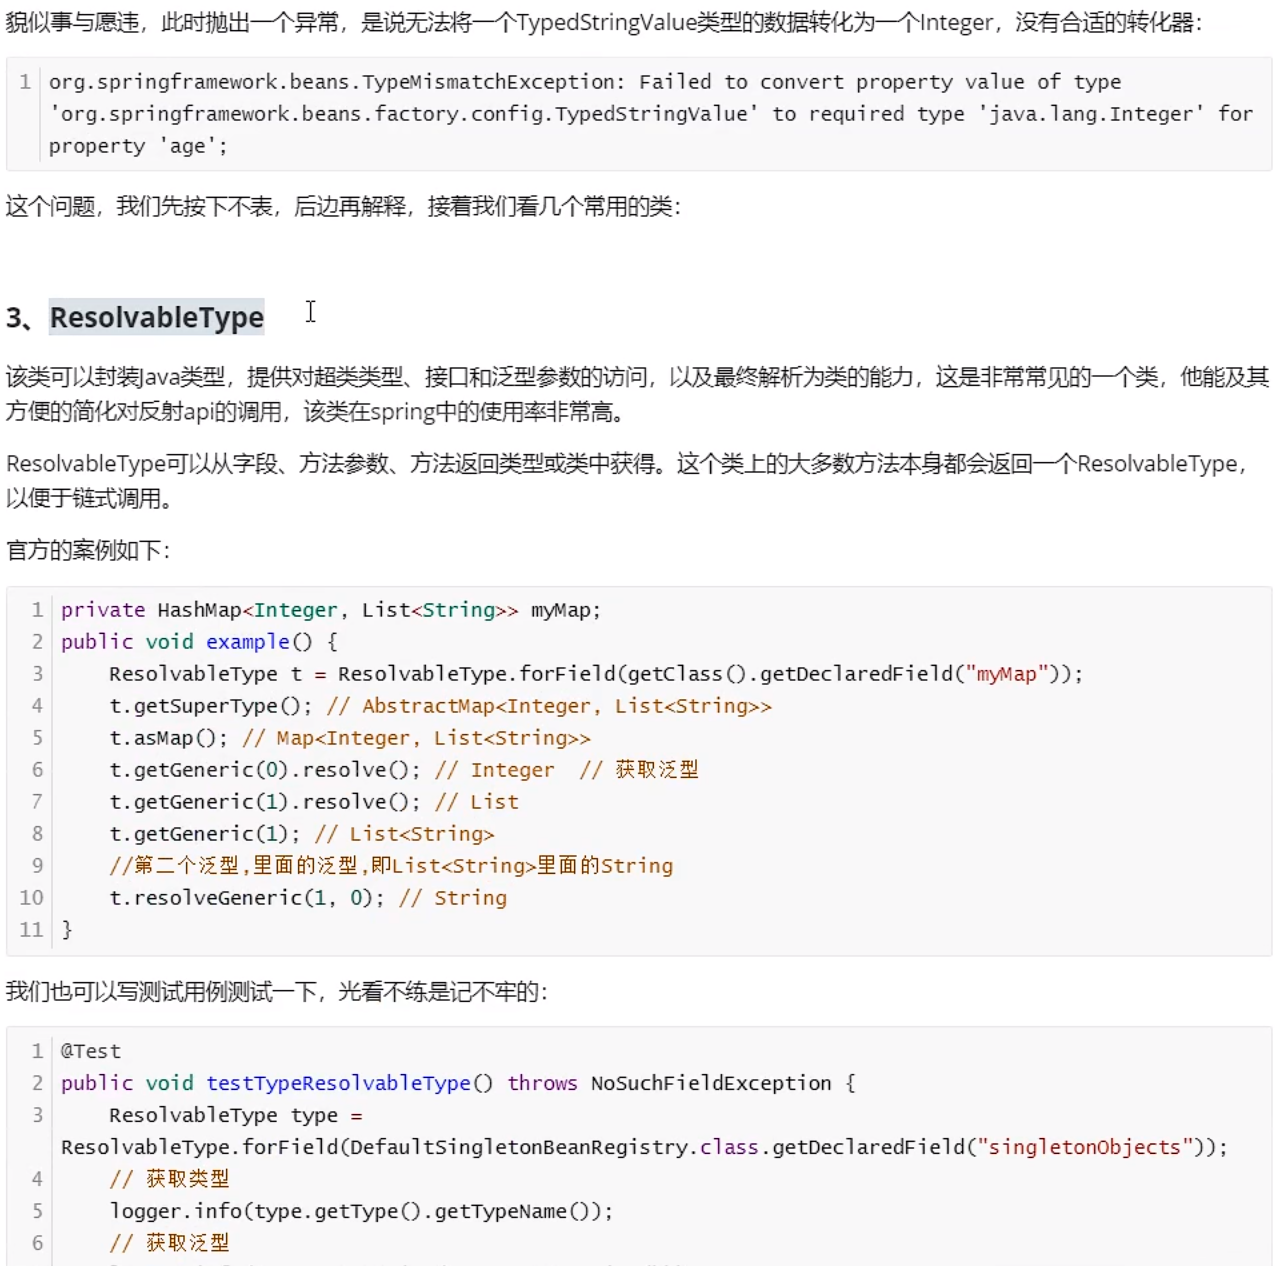 貌似事与愿违，此时抛出一个异常，是说无法将一个TypedStringValue类型的数据转化为一个Integer，没有合适的转化器：
1 org.springframework.beans.TypeMismatchException: Failed to convert property value of type
'org.springframework.beans.factory.config.TypedStringValue' to required type 'java.lang.Integer' for
property 'age';
这个问题，我们先按下不表，后边再解释，接着我们看几个常用的类：
3、ResolvableType
该类可以封装Java类型，提供对超类类型、接口和泛型参数的访问，以及最终解析为类的能力，这是非常常见的一个类，他能及其
方便的简化对反射api的调用，该类在spring中的使用率非常高。
ResolvableType可以从字段、方法参数、方法返回类型或类中获得。这个类上的大多数方法本身都会返回一个ResolvableType，
以便于链式调用。
官方的案例如下：
1 private HashMap<Integer, List<String>> myMap;
2 public void example() {
3 ResolvableType t = ResolvableType.forField(getClass().getDeclaredField("myMap"));
4 t.getSuperType(); // AbstractMap<Integer, List<String>>
5 t.asMap(); // Map<Integer, List<String>>
6 t.getGeneric(0).resolve(); // Integer // 获取泛型
7 t.getGeneric(1).resolve(); // List
8 t.getGeneric(1); // List<String>
9 //第二个泛型,里面的泛型,即List<String>里面的String
10 t.resolveGeneric(1, 0); // String
11 }
我们也可以写测试用例测试一下，光看不练是记不牢的：
1 @Test
2 public void testTypeResolvableType() throws NoSuchFieldException {
3 ResolvableType type =
ResolvableType.forField(DefaultSingletonBeanRegistry.class.getDeclaredField("singletonObjects"));
4 // 获取类型
5 logger.info(type.getType().getTypeName());
6 // 获取泛型